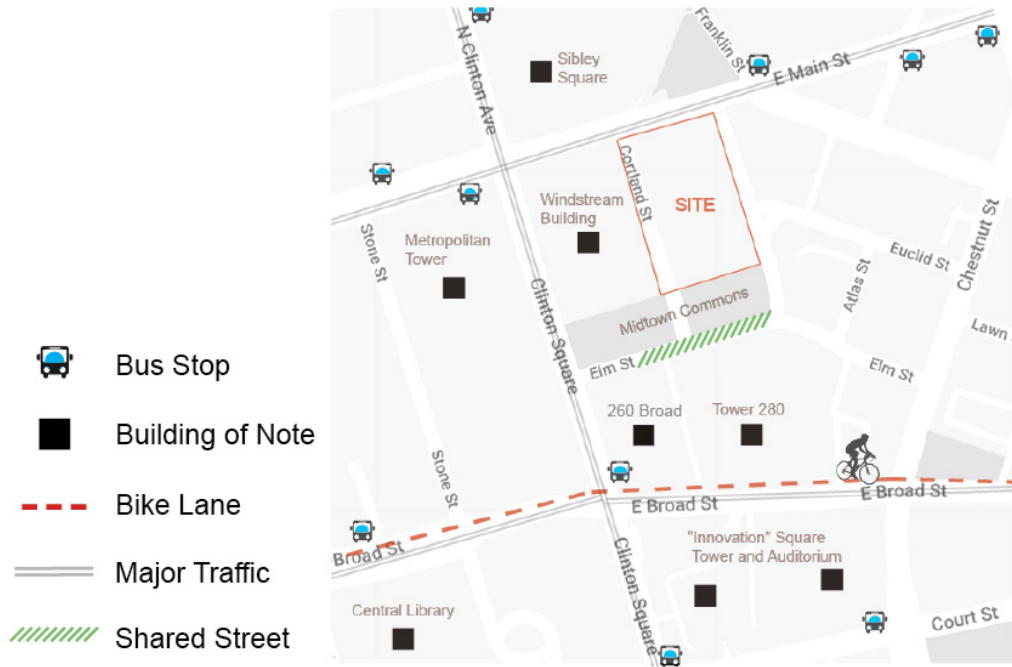 N Clinton Ave
Sibley
Square
Franklin St
E Main St
Cortland St
SITE
Windstream
Building
Metropolitan
Tower
Stone St
Clinton Square
Midtown Commons
Euclid St
Atlas St
Chestnut St
Lawn
Elm St
Elm St
260 Broad
Tower 280
Stone St
E Broad St
E Broad St
Broad St
Clinton Square
"Innovation" Square
Tower and Auditorium
Central Library
Court St
Bus Stop
Building of Note
Bike Lane
Major Traffic
Shared Street